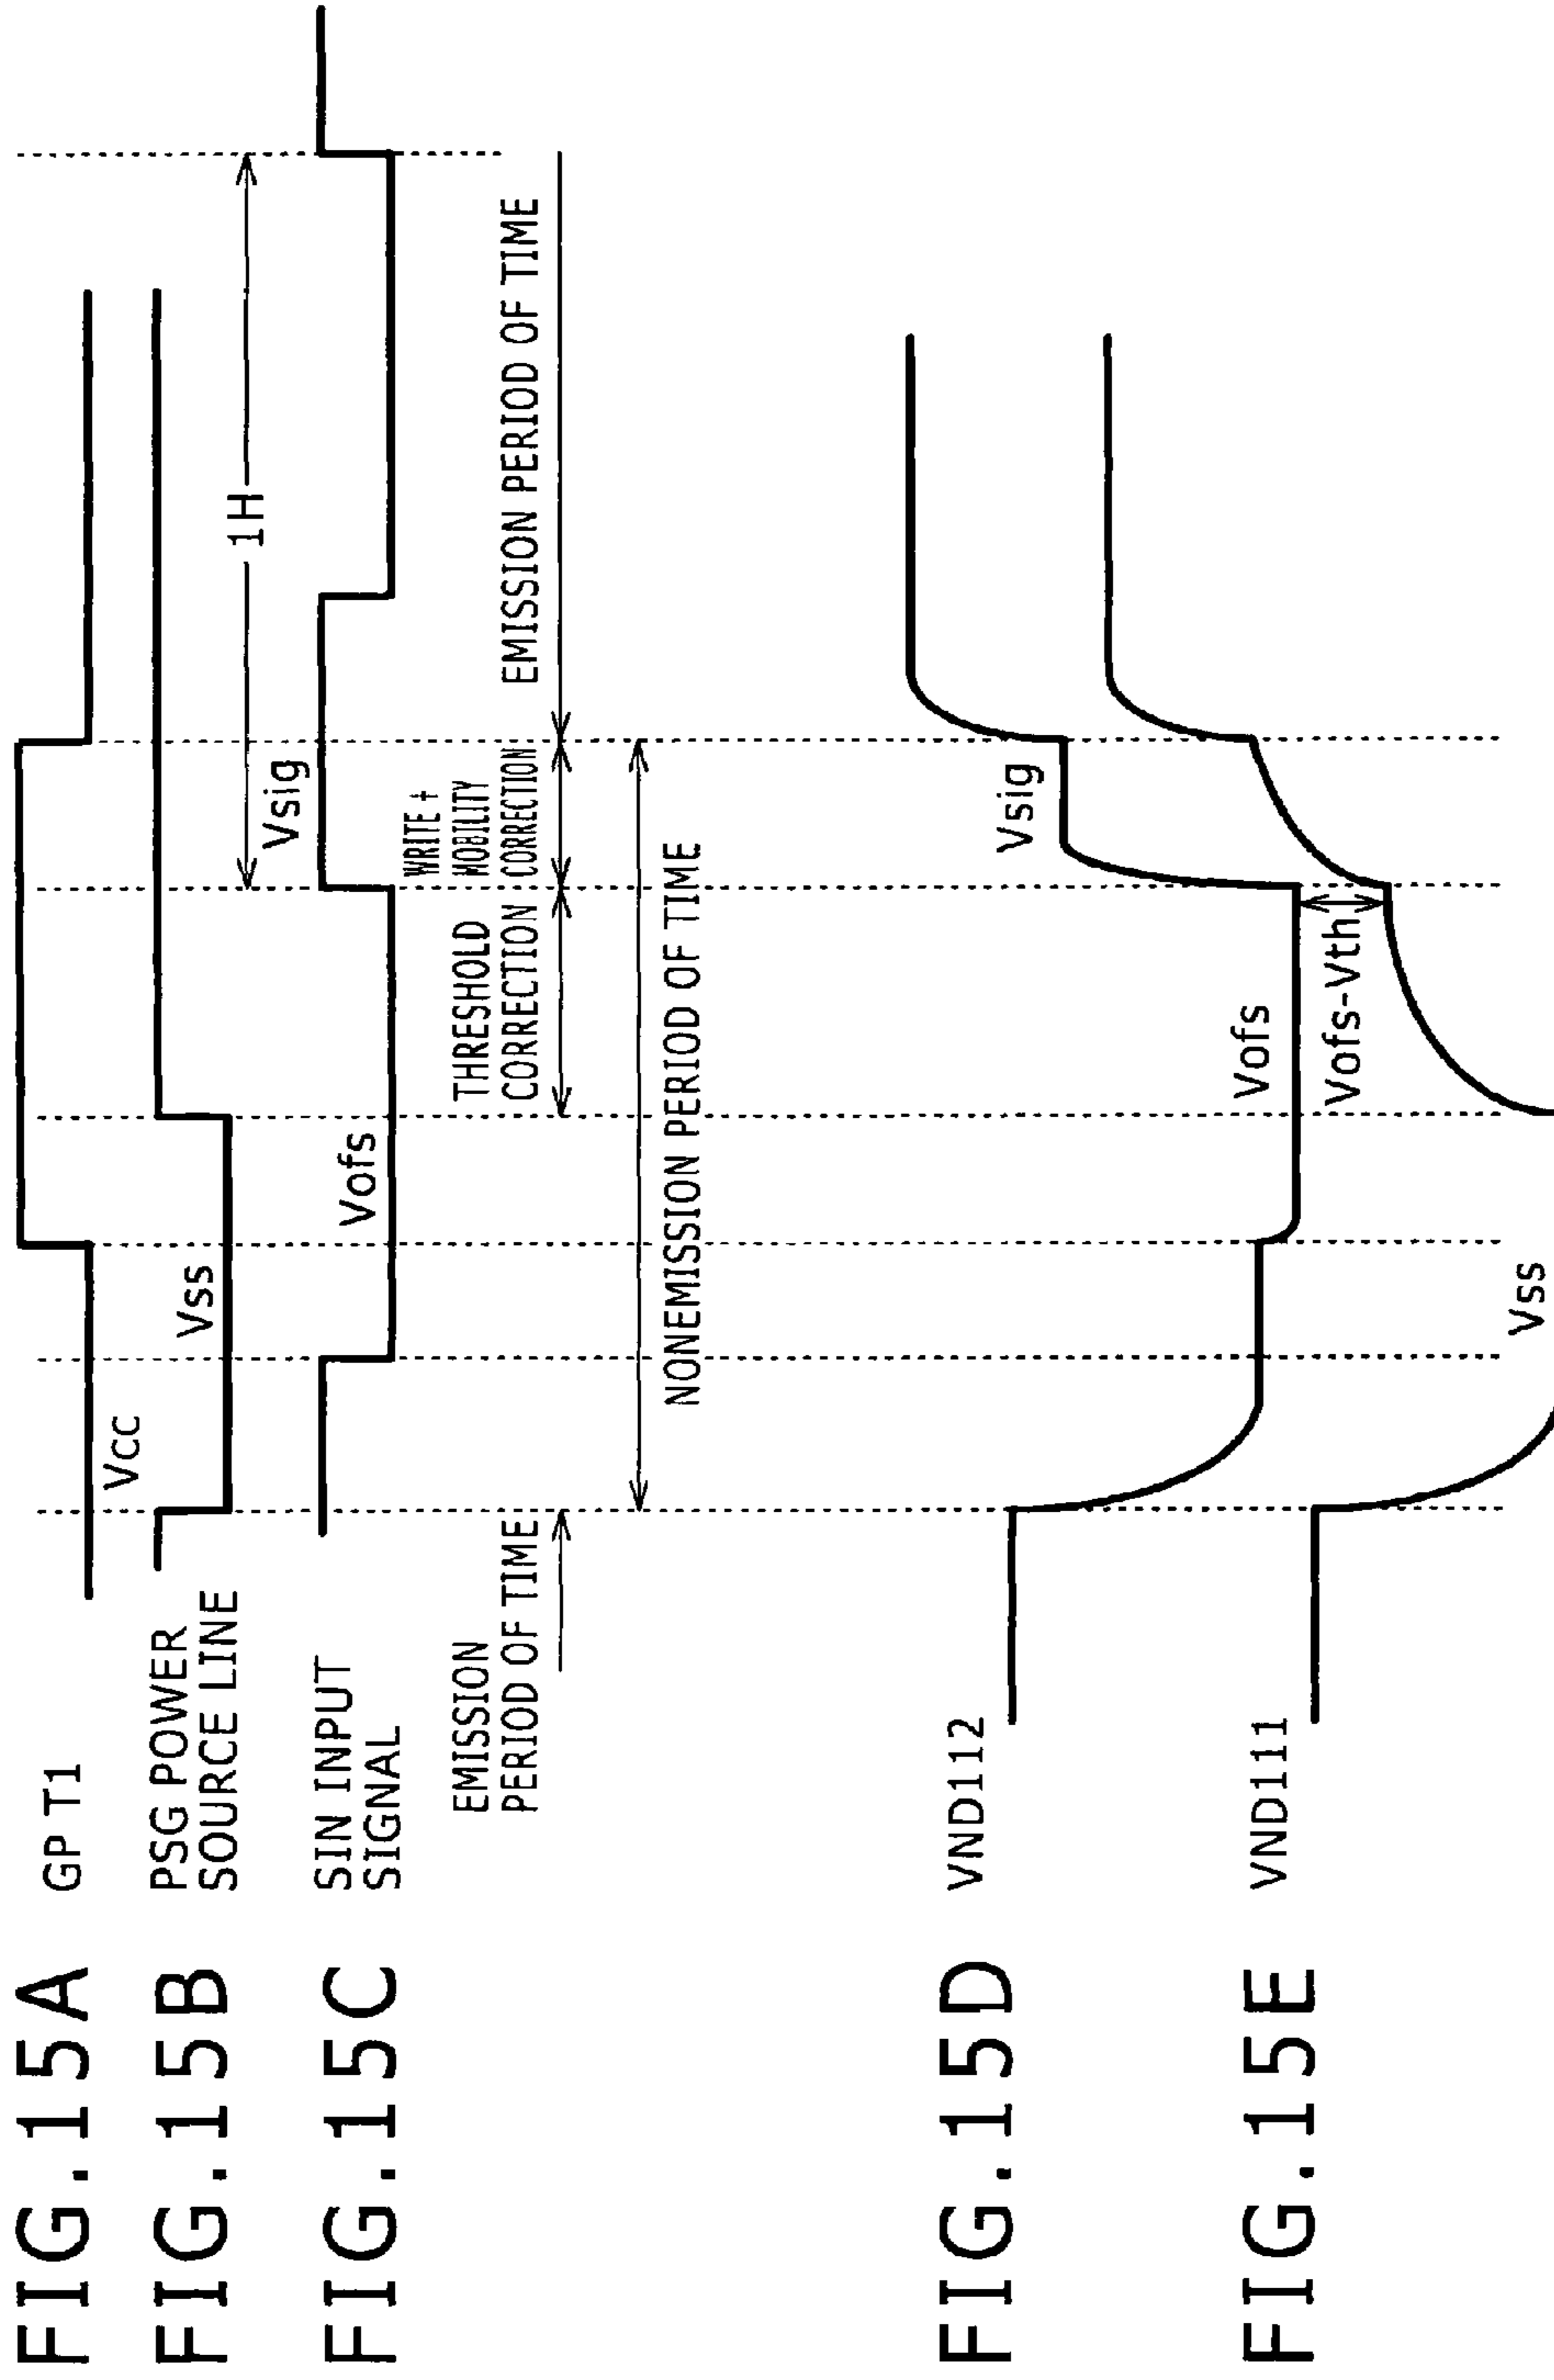 FIG.15A
GP T1
FIG.15B
PSG POWER
SOURCE LINE
Vcc
Vss
1H
FIG.15C
SIN INPUT
SIGNAL
Vofs
Vsig
EMISSION
PERIOD OF TIME
THRESHOLD
CORRECTION
WRITE +
MOBILITY
CORRECTION
EMISSION PERIOD OF TIME
NONEMISSION PERIOD OF TIME
FIG.15D
VND112
Vsig
Vofs
FIG.15E
VND111
Vofs-Vth
Vss